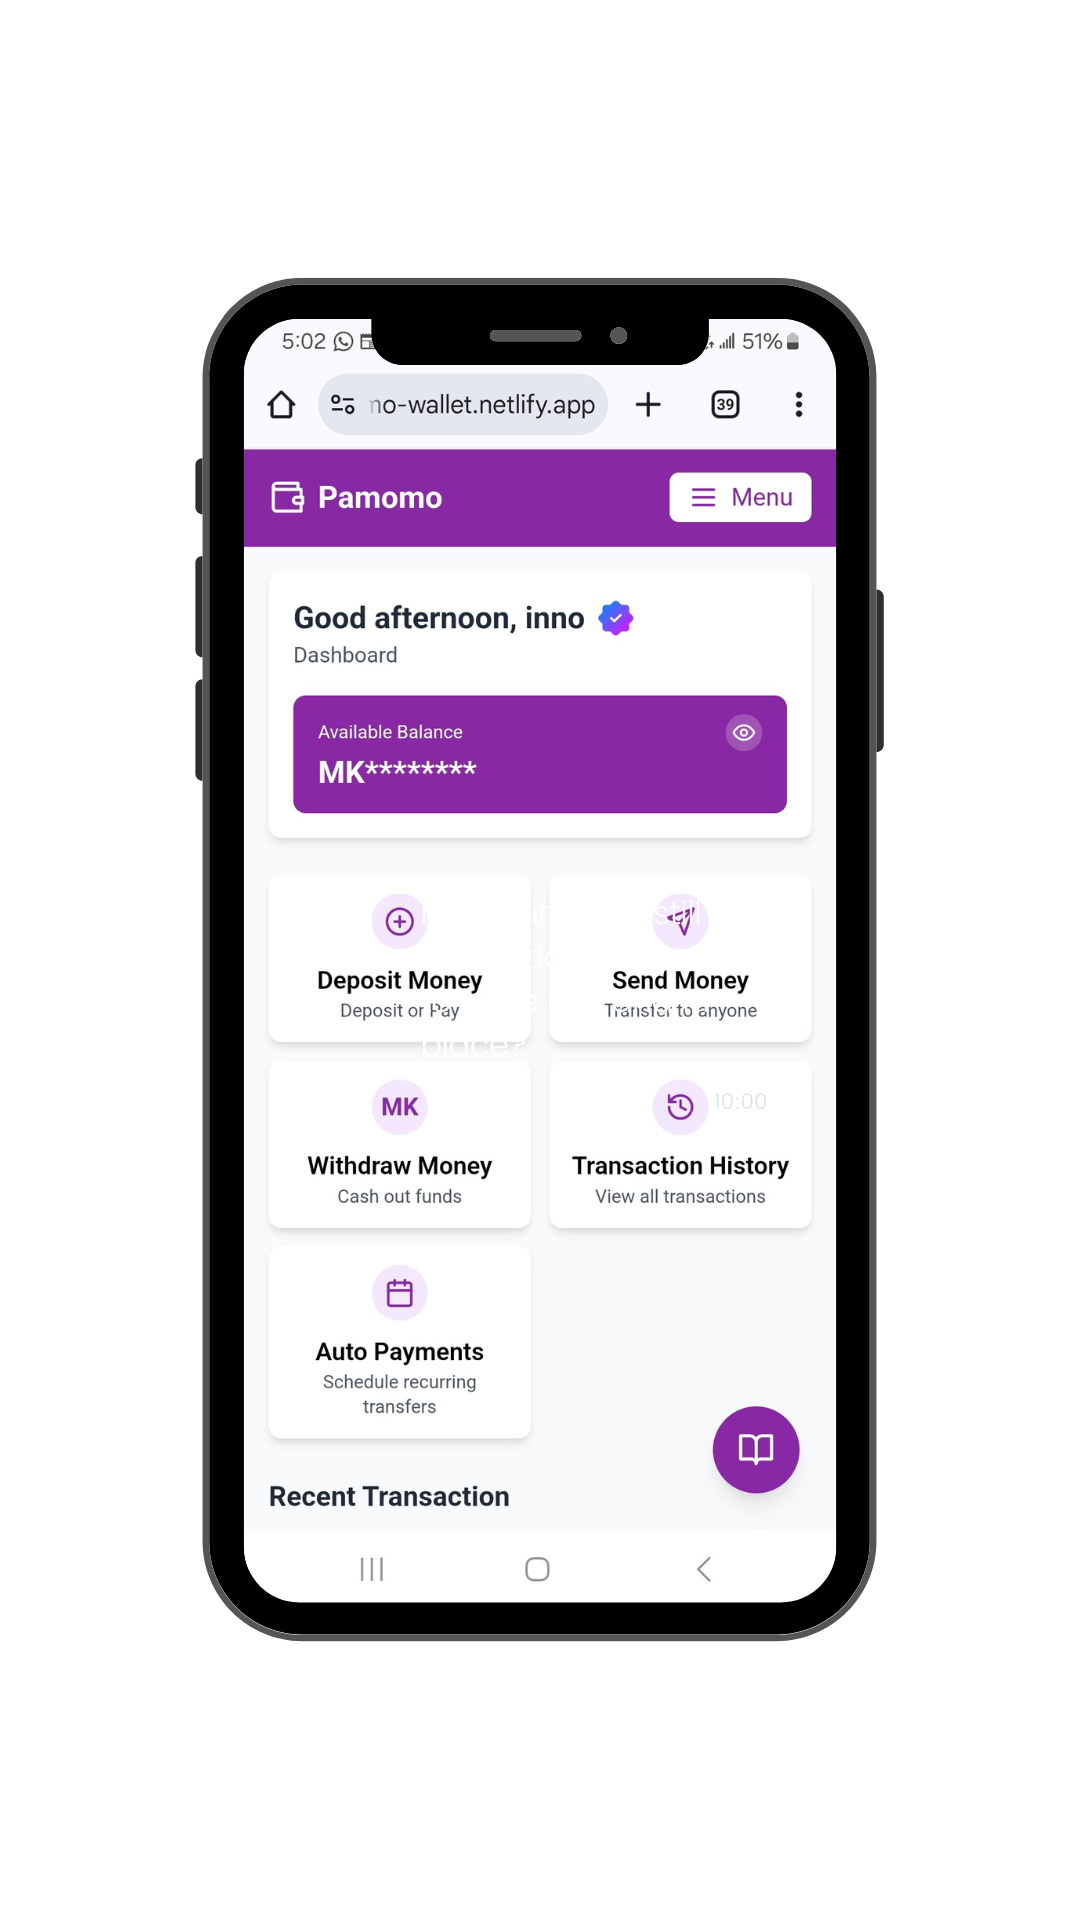 5:02
51%
no-wallet.netlify.app
39
Pamomo
Menu
Good afternoon, inno
Dashboard
Available Balance
MK********
still
Deposit Money
Send Money
Deposit or Pay
Transfer to anyone
place?
MK
10:00
Withdraw Money
Transaction History
Cash out funds
View all transactions
Auto Payments
Schedule recurring
transfers
Recent Transaction